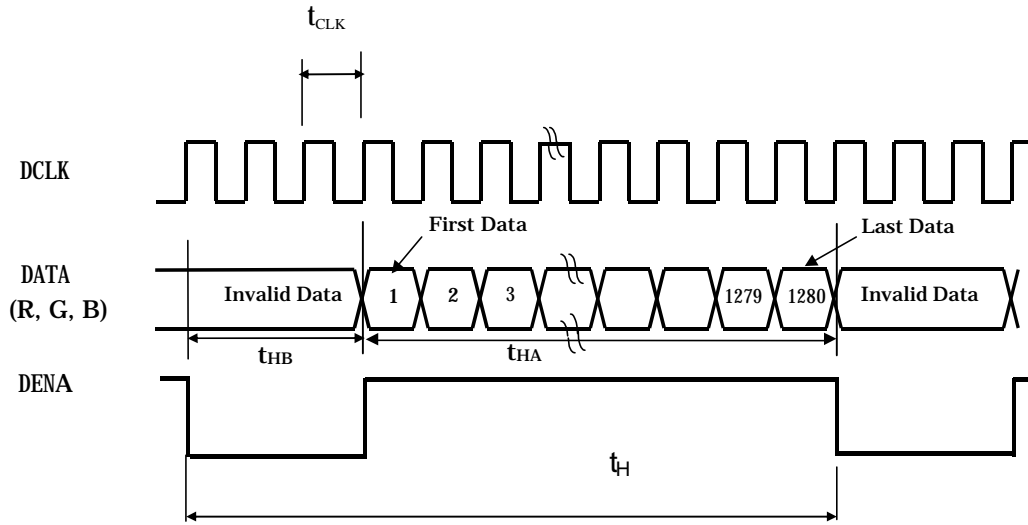 tCLK
DCLK
First Data
Last Data
DATA
(R, G, B)
Invalid Data
1
2
3
1279
1280
Invalid Data
tHB
tHA
DENA
tH